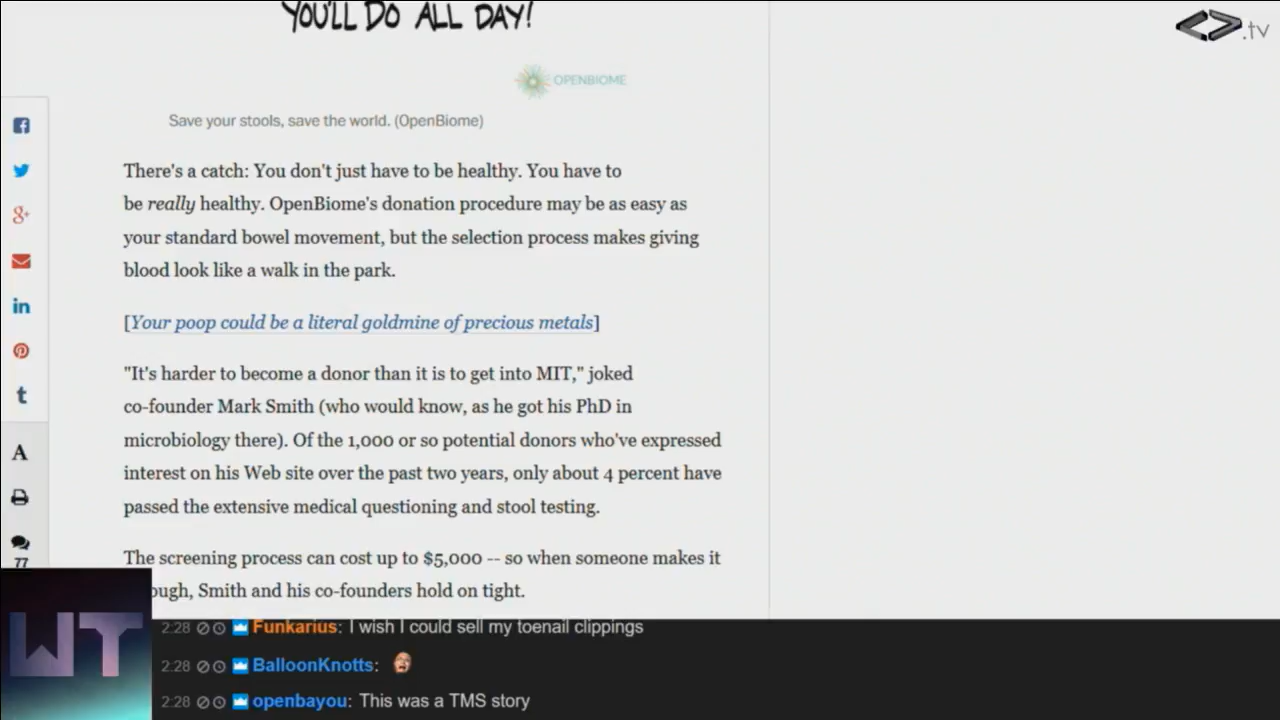 YOU'LL DO ALL DAY!
.tv
OPENBIOME
Save your stools, save the world. (OpenBiome)
There's a catch: You don't just have to be healthy. You have to
be really healthy. OpenBiome's donation procedure may be as easy as
your standard bowel movement, but the selection process makes giving
blood look like a walk in the park.
[Your poop could be a literal goldmine of precious metals]
"It's harder to become a donor than it is to get into MIT," joked
co-founder Mark Smith (who would know, as he got his PhD in
microbiology there). Of the 1,000 or so potential donors who've expressed
interest on his Web site over the past two years, only about 4 percent have
passed the extensive medical questioning and stool testing.
The screening process can cost up to $5,000 -- so when someone makes it
ough, Smith and his co-founders hold on tight.
g+
in
t
A
77
WT
2:28 Funkarius: I wish I could sell my toenail clippings
2:28 BalloonKnotts:
2:28 openbayou: This was a TMS story